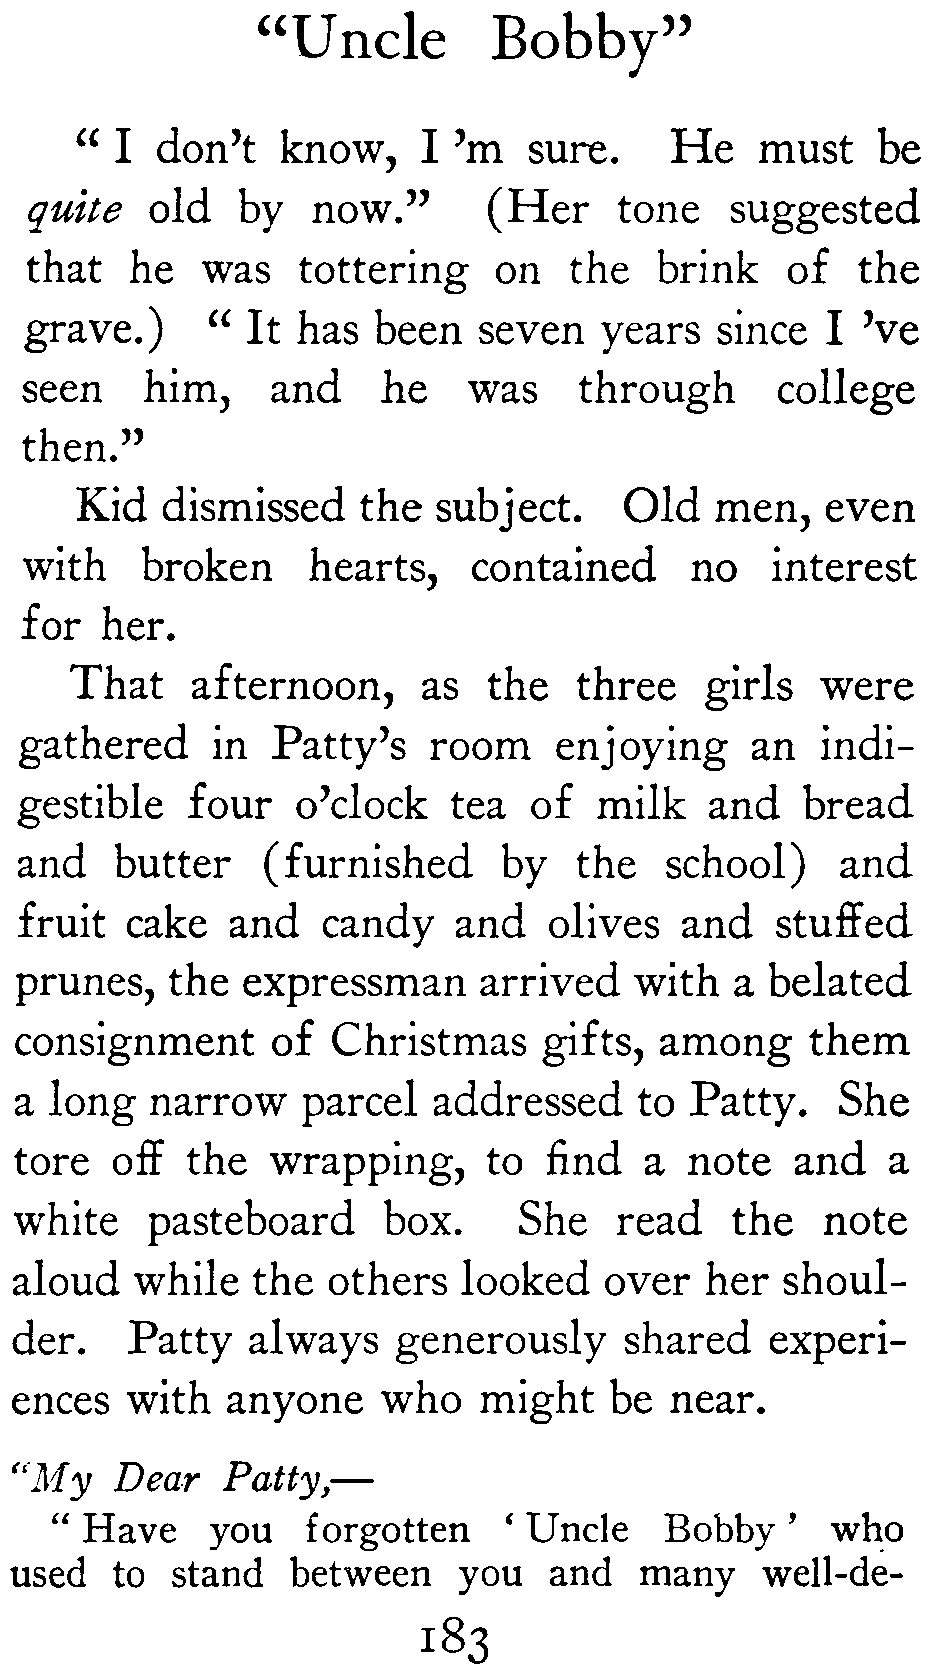 “Uncle Bobby”
“ I don’t know, I ’m sure. He must be
quite old by now.” (Her tone suggested
that he was tottering on the brink of the
grave.) “ It has been seven years since I ’ve
seen him, and he was through college
then.”
Kid dismissed the subject. Old men, even
with broken hearts, contained no interest
for her.
That afternoon, as the three girls were
gathered in Patty’s room enjoying an indi-
gestible four o’clock tea of milk and bread
and butter (furnished by the school) and
fruit cake and candy and olives and stuffed
prunes, the expressman arrived with a belated
consignment of Christmas gifts, among them
a long narrow parcel addressed to Patty. She
tore off the wrapping, to find a note and a
white pasteboard box. She read the note
aloud while the others looked over her shoul-
der. Patty always generously shared experi-
ences with anyone who might be near.
“My Dear Patty,—
“ Have you forgotten ‘ Uncle Bobby ’ who
used to stand between you and many well-de-
183